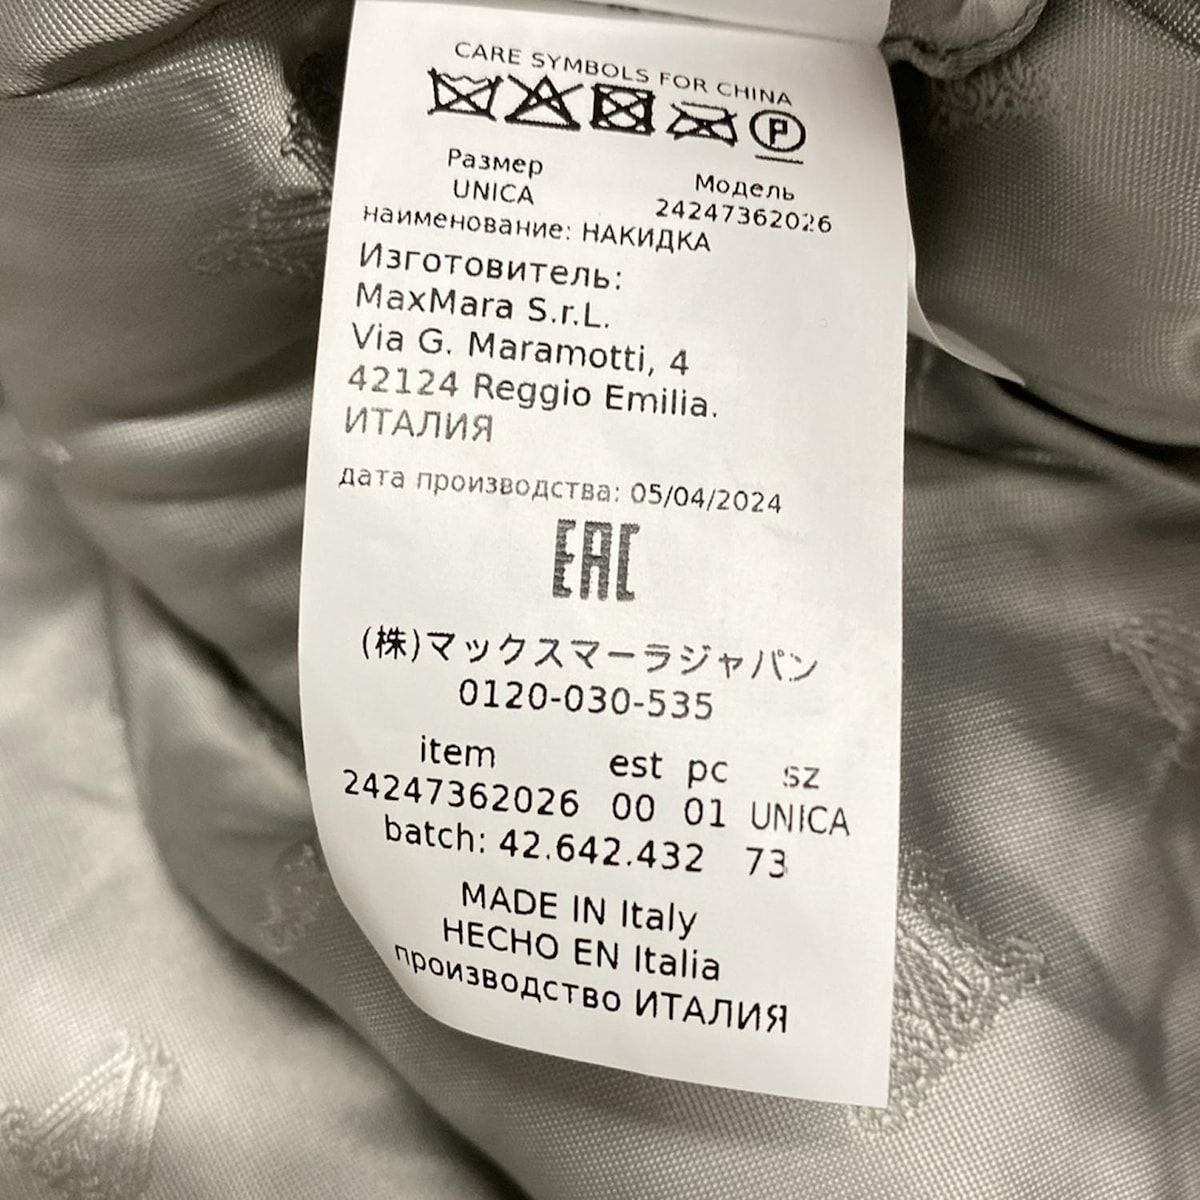 CARE SYMBOLS FOR CHINA
P
Размер Модель
UNICA 24247362026
наименование: НАКИДКА
Изготовитель:
MaxMara S.r.L.
Via G. Maramotti, 4
42124 Reggio Emilia.
ИТАЛИЯ
дата производства: 05/04/2024
EAC
(株)マックスマーラジャパン
0120-030-535
item est pc sz
24247362026 00 01 UNICA
batch: 42.642.432 73
MADE IN Italy
HECHO EN Italia
производство ИТАЛИЯ